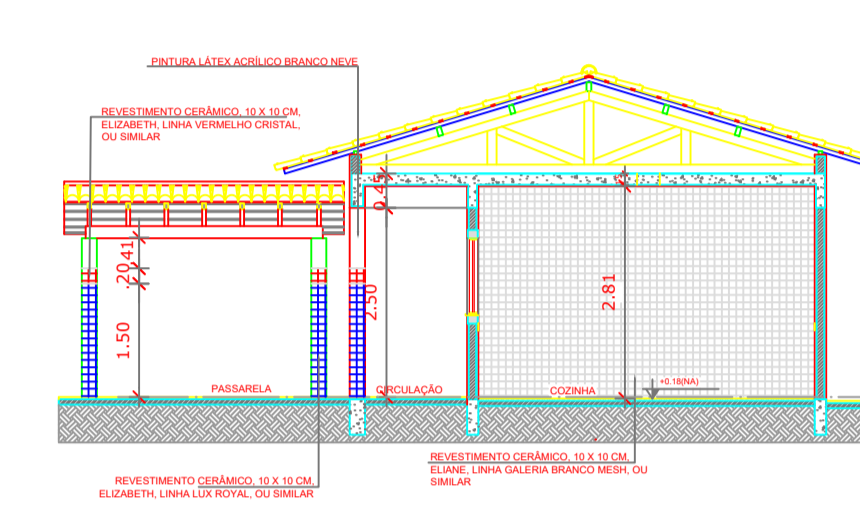 PINTURA LÁTEX ACRÍLICO BRANCO NEVE
REVESTIMENTO CERÂMICO, 10 X 10 CM,
ELIZABETH, LINHA VERMELHO CRISTAL,
OU SIMILAR
0.45
.41
.20
2.50
2.81
1.50
PASSARELA
CIRCULAÇÃO
COZINHA
+0.18(NA)
REVESTIMENTO CERÂMICO, 10 X 10 CM,
ELIANE, LINHA GALERIA BRANCO MESH, OU
SIMILAR
REVESTIMENTO CERÂMICO, 10 X 10 CM,
ELIZABETH, LINHA LUX ROYAL, OU SIMILAR